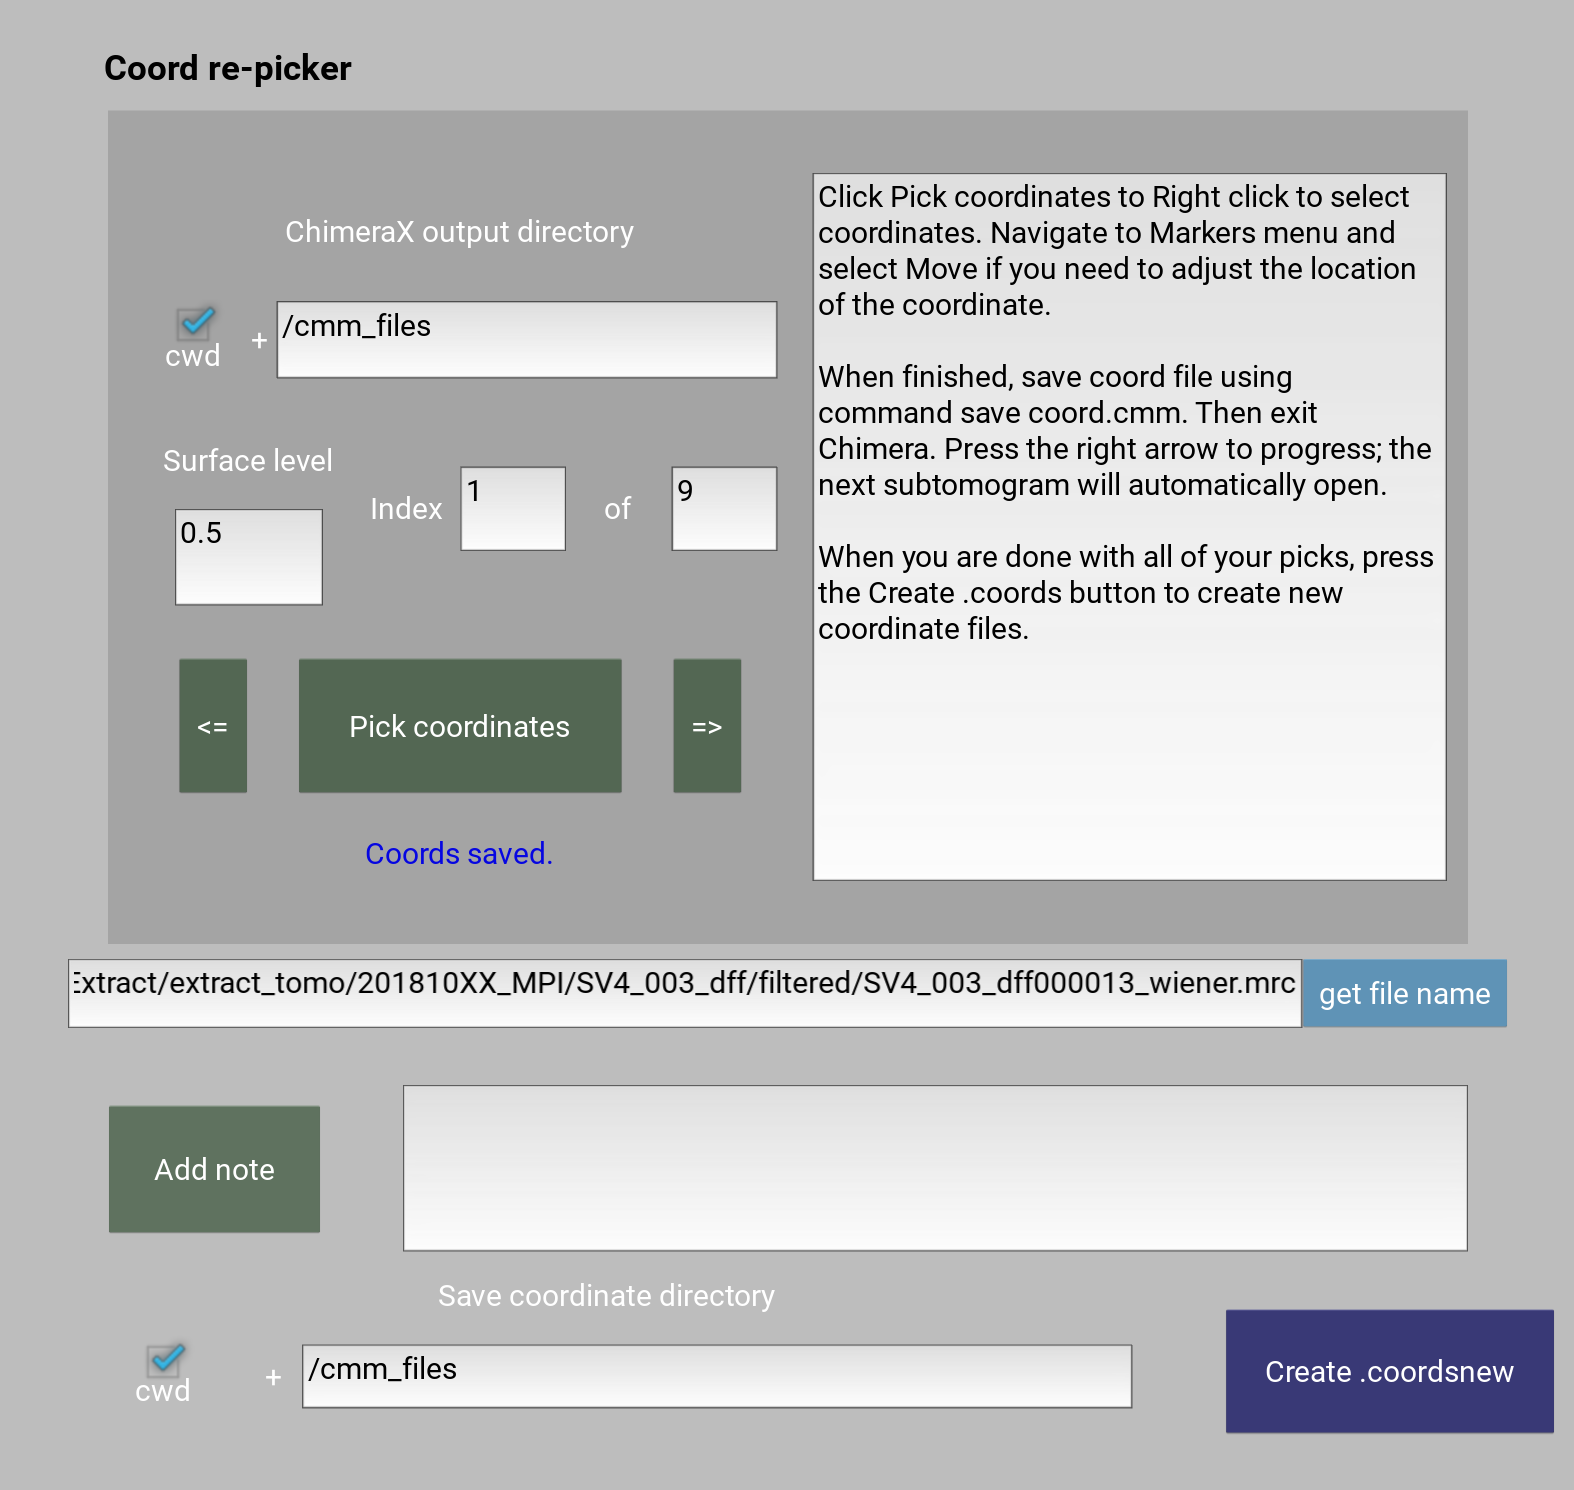 Coord re-picker
ChimeraX output directory
cwd
+
/cmm_files
Surface level
0.5
Index
1
of
9
<=
Pick coordinates
=>
Coords saved.
Click Pick coordinates to Right click to select
coordinates. Navigate to Markers menu and
select Move if you need to adjust the location
of the coordinate.
When finished, save coord file using
command save coord.cmm. Then exit
Chimera. Press the right arrow to progress; the
next subtomogram will automatically open.
When you are done with all of your picks, press
the Create .coords button to create new
coordinate files.
Extract/extract_tomo/201810XX_MPI/SV4_003_dff/filtered/SV4_003_dff000013_wiener.mrc
get file name
Add note
Save coordinate directory
cwd
+
/cmm_files
Create .coordsnew